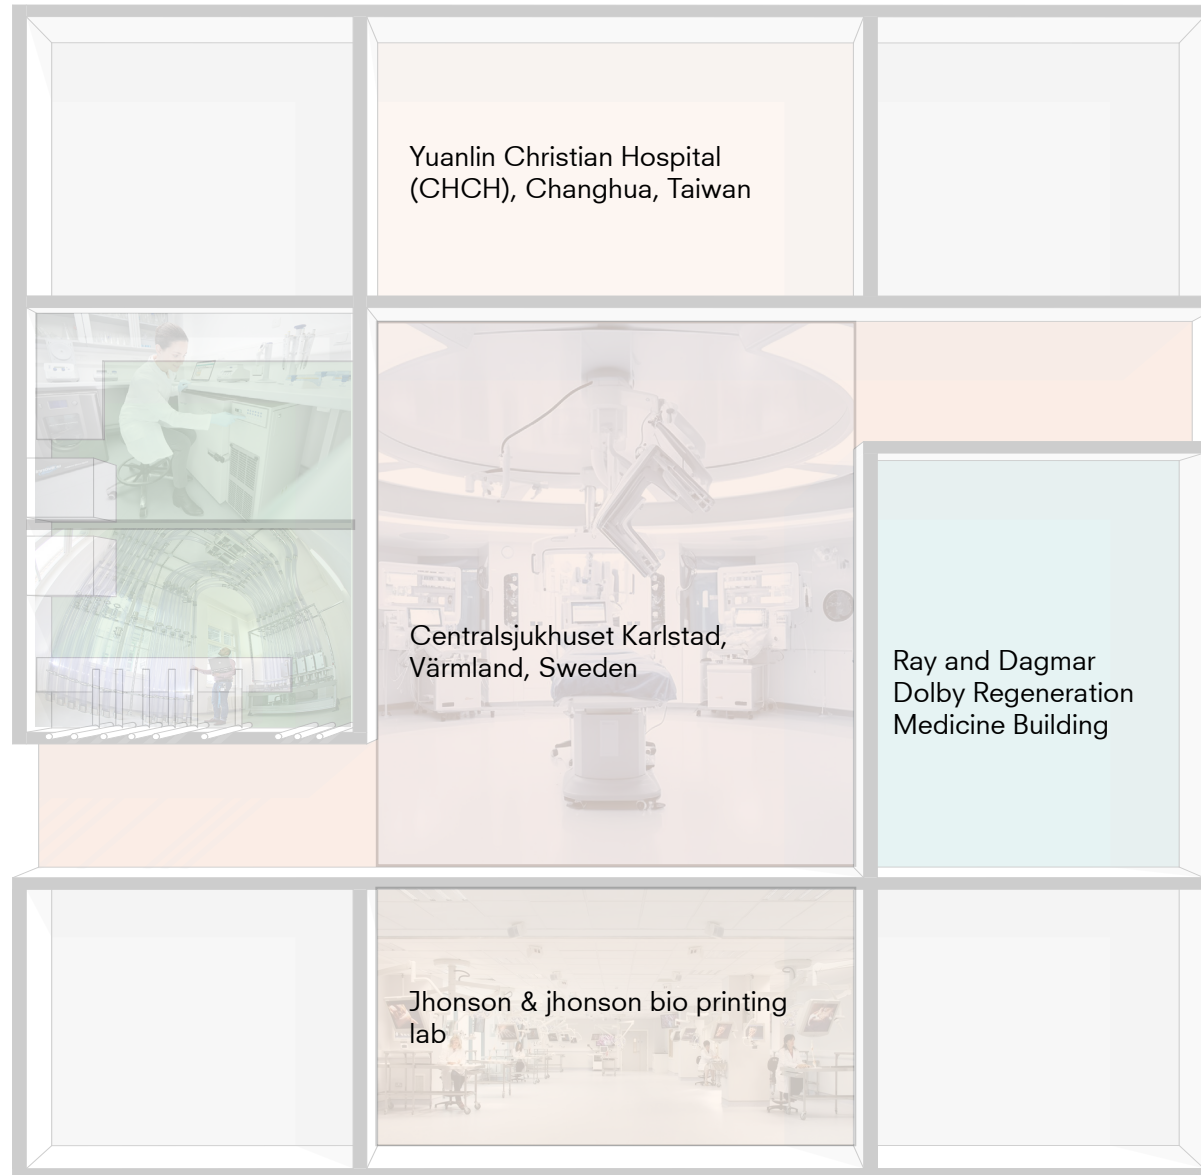 Yuanlin Christian Hospital
(CHCH), Changhua, Taiwan
Centralsjukhuset Karlstad,
Värmland, Sweden
Ray and Dagmar
Dolby Regeneration
Medicine Building
Jhonson & jhonson bio printing
lab